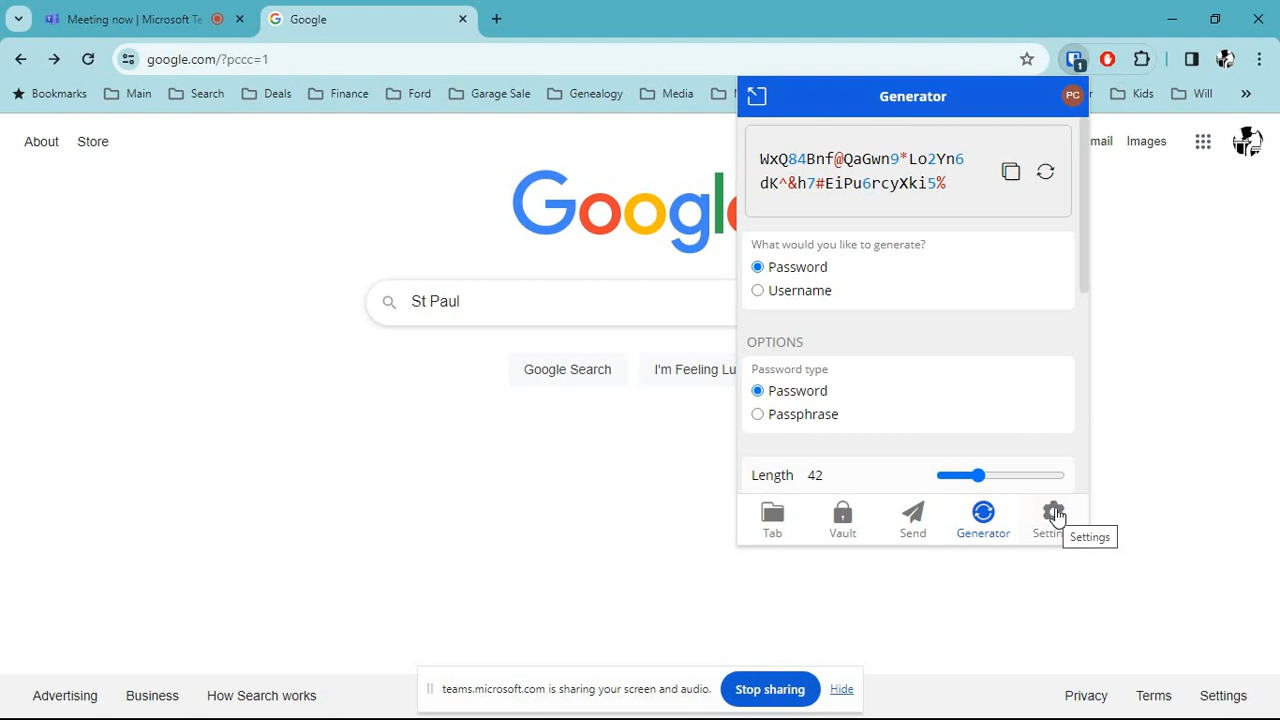 Meeting now | Microsoft Te
Google
google.com/?pccc=1
1
Bookmarks
Main
Search
Deals
Finance
Ford
Garage Sale
Genealogy
Media
Kids
Will
Generator
PC
About
Store
mail
Images
WxQ84Bnf@QaGwn9*Lo2Yn6
dK^&h7#EiPu6rcyXki5%
Google
What would you like to generate?
Password
Username
St Paul
OPTIONS
Google Search
I'm Feeling Lu
Password type
Password
Passphrase
Length 42
Tab
Vault
Send
Generator
Settin
Settings
teams.microsoft.com is sharing your screen and audio.
Stop sharing
Hide
Advertising
Business
How Search works
Privacy
Terms
Settings